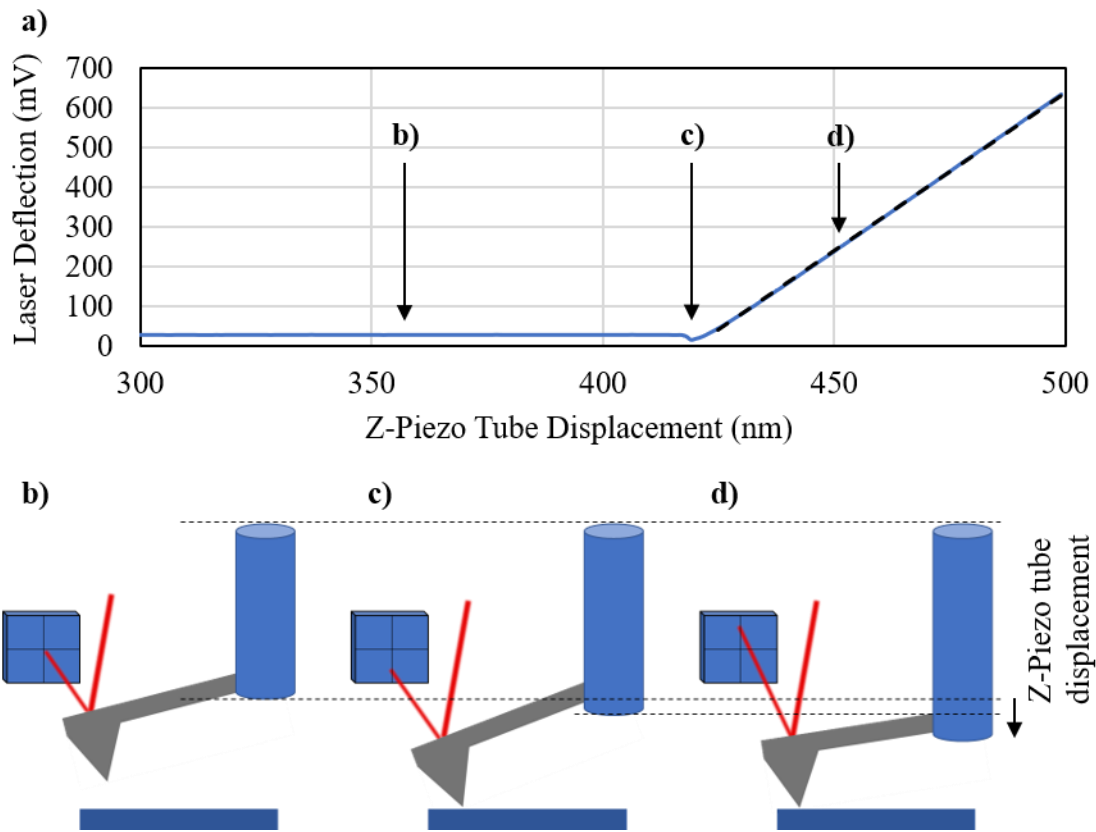 a)
Laser Deflection (mV)
700
600
500
400
300
200
100
0
b)
c)
d)
300
350
400
450
500
Z-Piezo Tube Displacement (nm)
b)
c)
d)
Z-Piezo tube
displacement